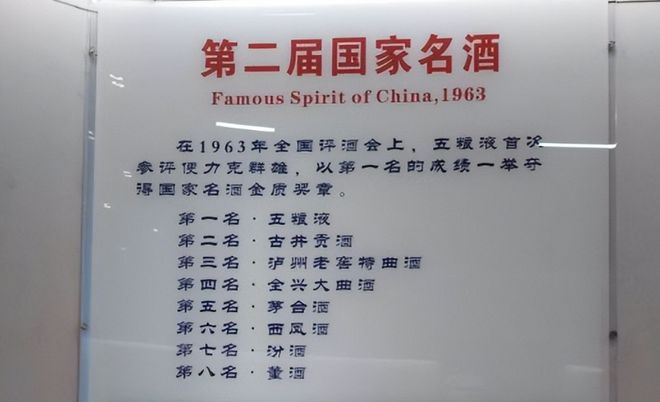 第二届国家名酒
Famous Spirit of China,1963
在1963年全国评酒会上，五粮液首次
参评便力克群雄，以第一名的成绩一举夺
得国家名酒金质奖章。
第一名·五粮液
第二名·古井贡酒
第三名·泸州老窖特曲酒
第四名·全兴大曲酒
第五名·茅台酒
第六名·西凤酒
第七名·汾酒
第八名·董酒